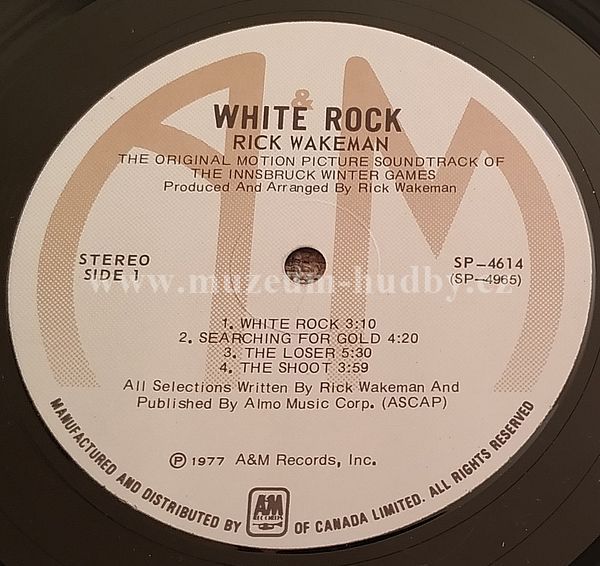 &
WHITE ROCK
RICK WAKEMAN
THE ORIGINAL MOTION PICTURE SOUNDTRACK OF
THE INNSBRUCK WINTER GAMES
Produced And Arranged By Rick Wakeman
STEREO
SIDE 1
SP-4614
(SP-4965)
www.muzeum-hudby.cz
1. WHITE ROCK 3:10
2. SEARCHING FOR GOLD 4:20
3. THE LOSER 5:30
4. THE SHOOT 3:59
All Selections Written By Rick Wakeman And
Published By Almo Music Corp. (ASCAP)
℗ 1977 A&M Records, Inc.
MANUFACTURED AND DISTRIBUTED BY A&M RECORDS OF CANADA LIMITED. ALL RIGHTS RESERVED